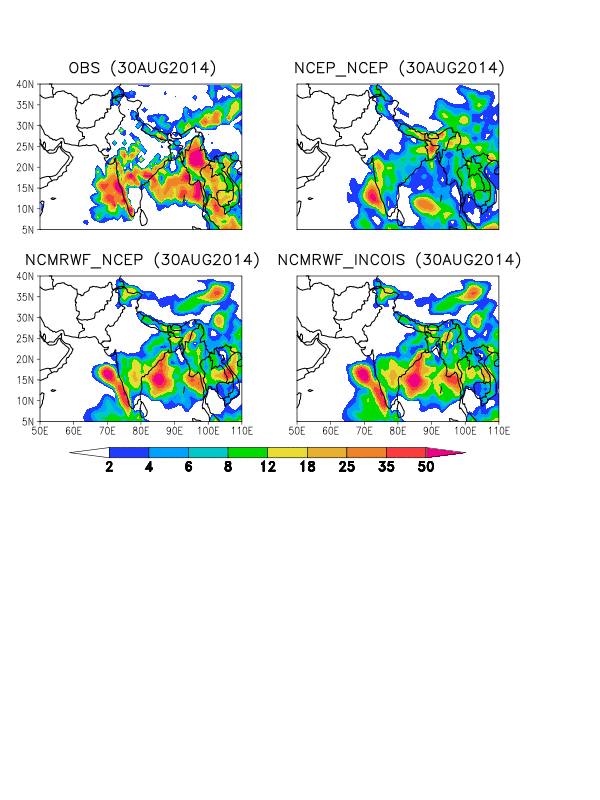 OBS (30AUG2014) NCEP_NCEP (30AUG2014)
40N
35N
30N
25N
20N
15N
10N
5N
NCMRWF_NCEP (30AUG2014) NCMRWF_INCOIS (30AUG2014)
40N
35N
30N
25N
20N
15N
10N
5N
50E 60E 70E 80E 90E 100E 110E 50E 60E 70E 80E 90E 100E 110E
2 4 6 8 12 18 25 35 50